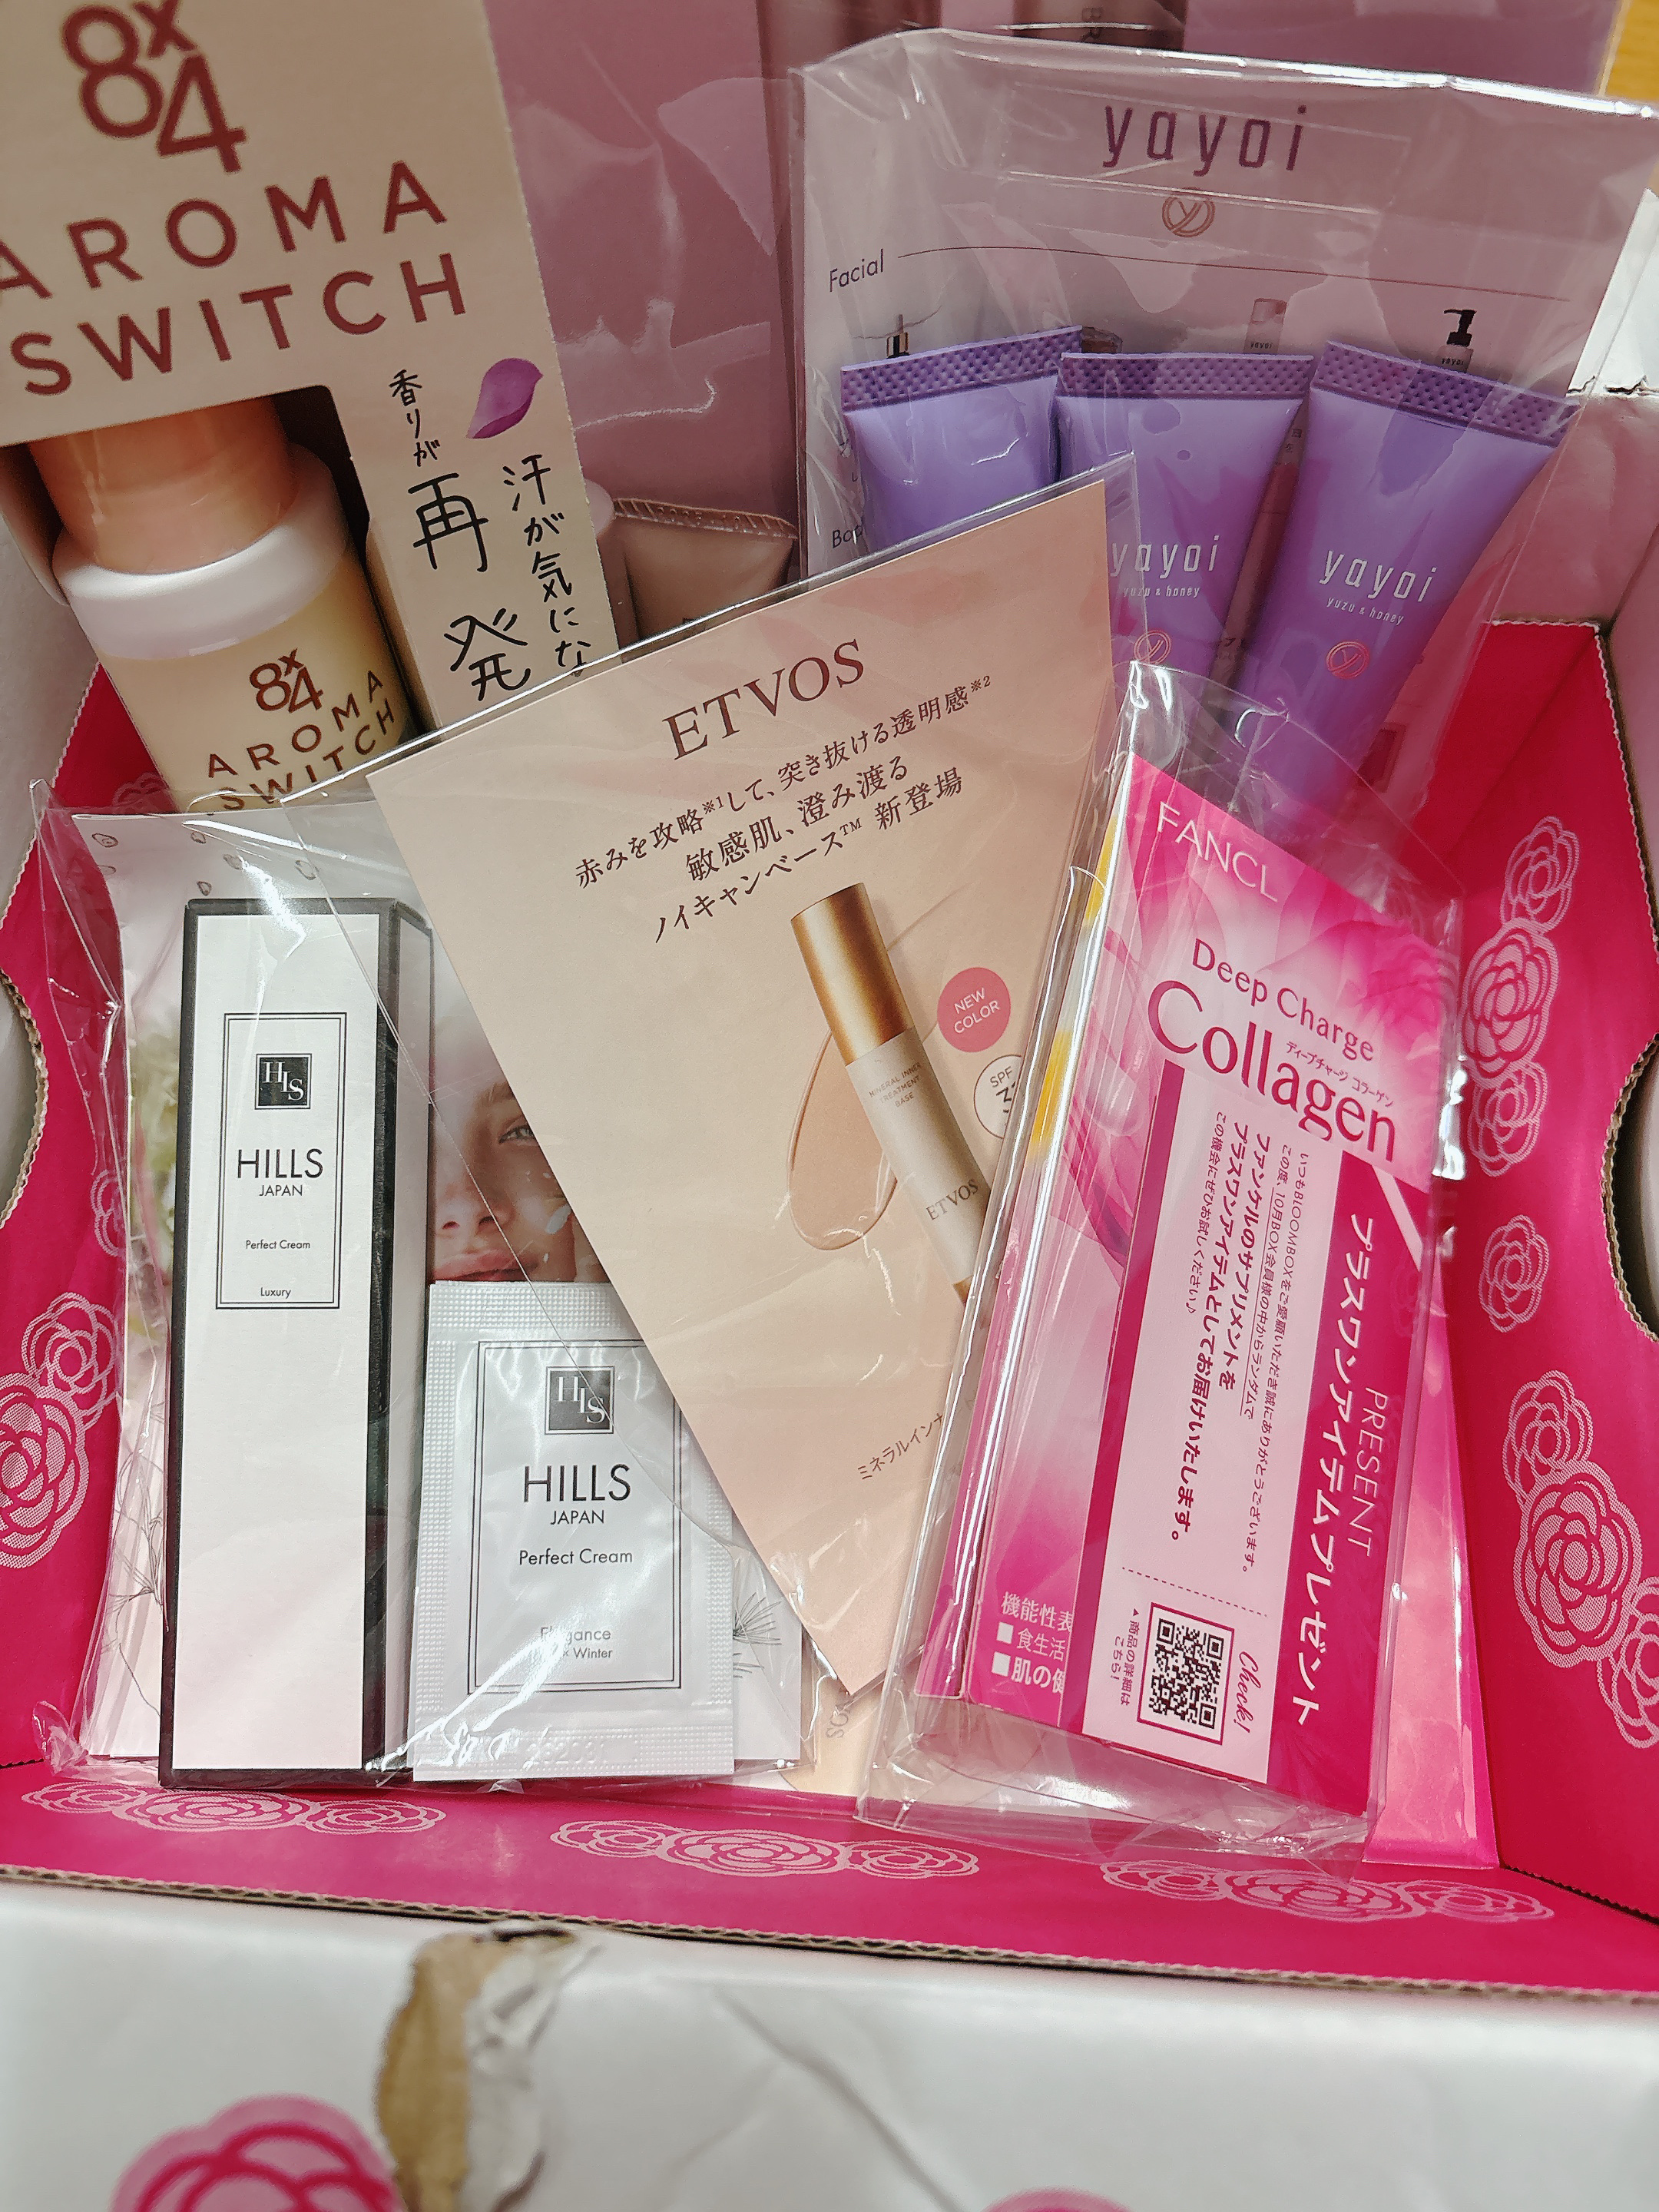 8x4
AROMA
SWITCH
香りが
再発
汗が気にな
8x4
AROMA
SWITCH
yayoi
Facial
yayoi
yuzu & honey
yayoi
yuzu & honey
ETVOS
赤みを攻略※1して、突き抜ける透明感※2
敏感肌、澄み渡る
ノイキャンベース™ 新登場
NEW
COLOR
SPF
MINERAL INNER
TREATMENT
BASE
ETVOS
ミネラルインナ
HLS
HILLS
JAPAN
Perfect Cream
Luxury
HLS
HILLS
JAPAN
Perfect Cream
Elegance
Winter
FANCL
Deep Charge
ディープチャージ コラーゲン
Collagen
PRESENT
プラスワンアイテムプレゼント
いつもBLOOMBOXをご愛顧いただき誠にありがとうございます。
この度、10月BOX会員様の中からランダムで
ファンケルのサプリメントを
プラスワンアイテムとしてお届けいたします。
この機会にぜひお試しください♪
Check!
▲商品の詳細は
こちら!
機能性表
■食生活
■肌の健